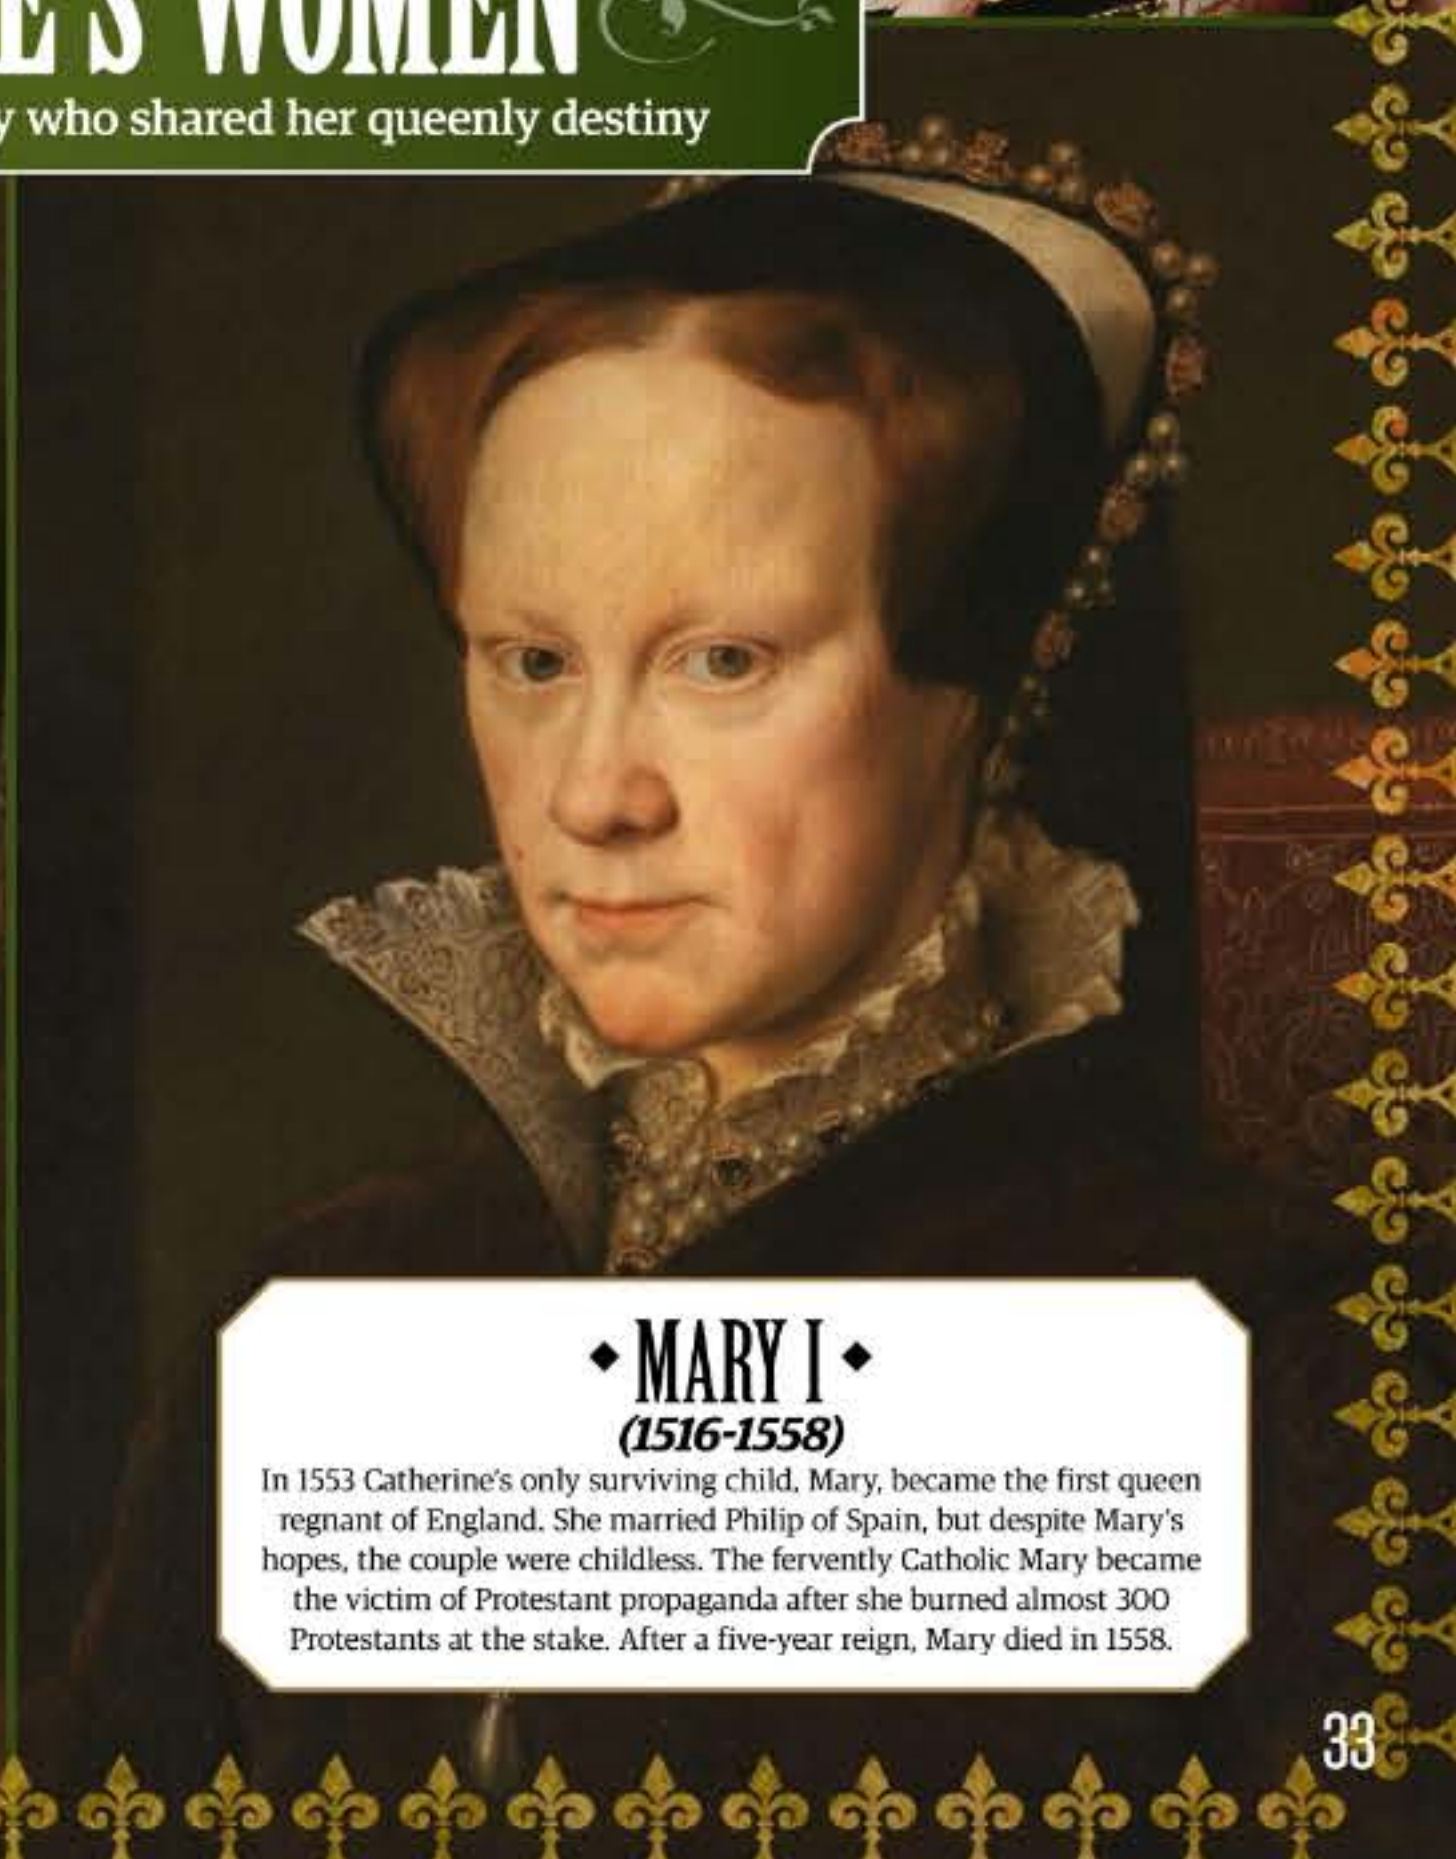 E'S WOMEN
y who shared her queenly destiny
◆ MARY I ◆
(1516-1558)
In 1553 Catherine's only surviving child, Mary, became the first queen
regnant of England. She married Philip of Spain, but despite Mary's
hopes, the couple were childless. The fervently Catholic Mary became
the victim of Protestant propaganda after she burned almost 300
Protestants at the stake. After a five-year reign, Mary died in 1558.
33